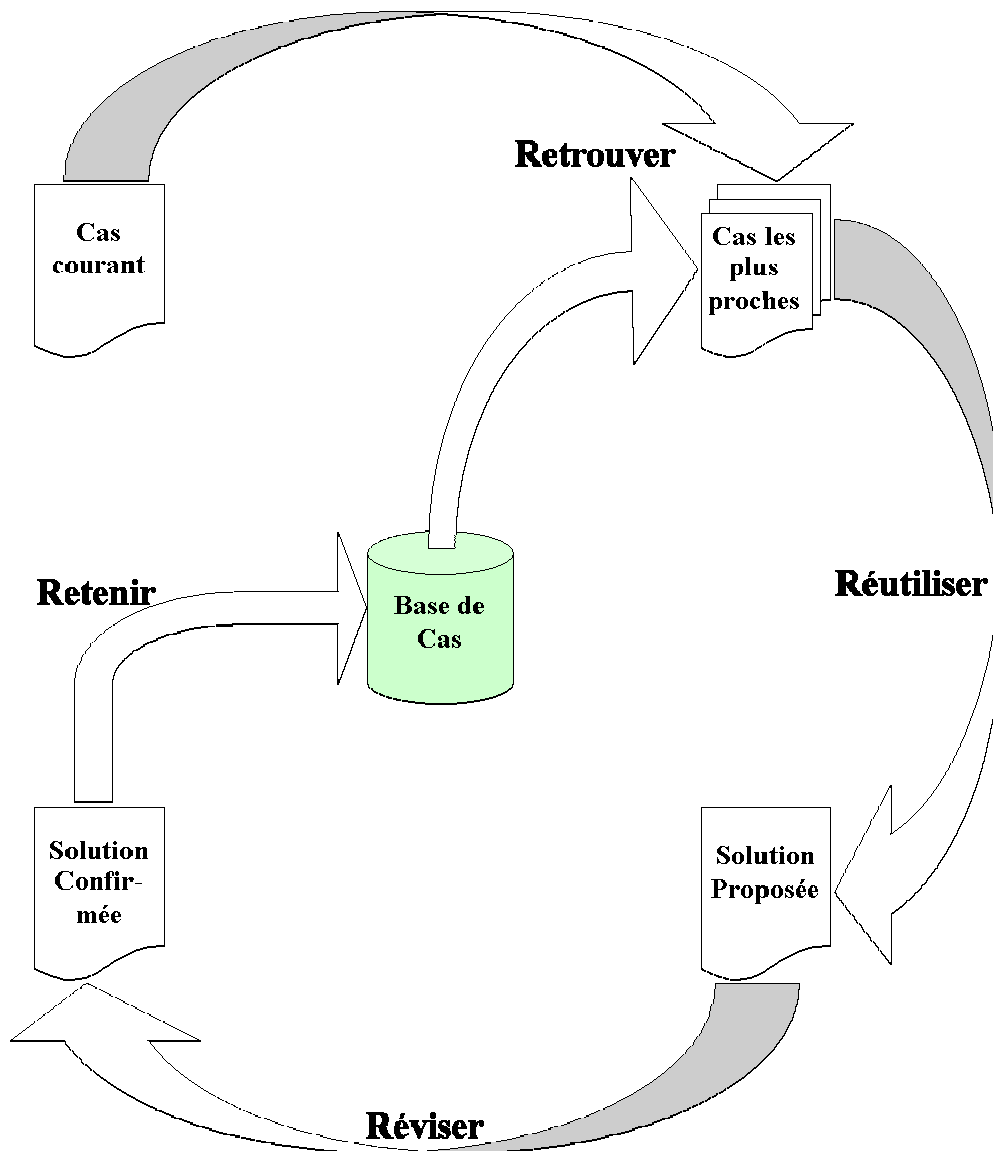 Retrouver
Cas
courant
Cas les
plus
proches
Retenir
Base de
Cas
Réutiliser
Solution
Confir-
mée
Solution
Proposée
Réviser